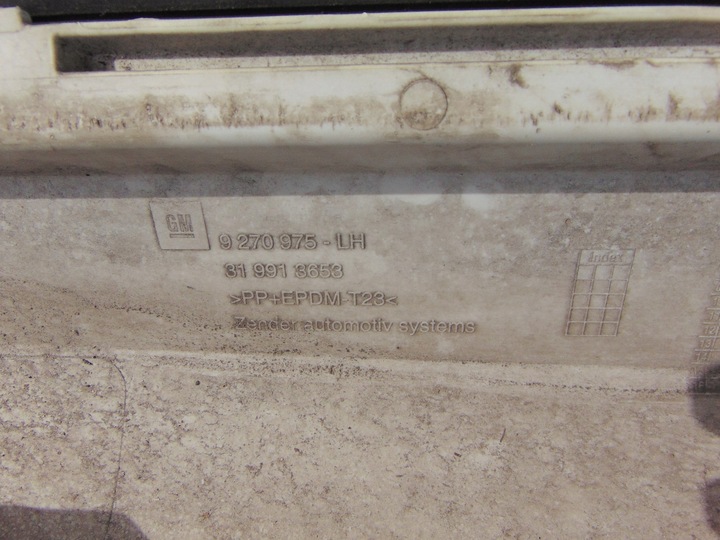 GM
9 270 975 - LH
31 991 3653
>PP+EPDM T23<
Zender automotiv systems
Index